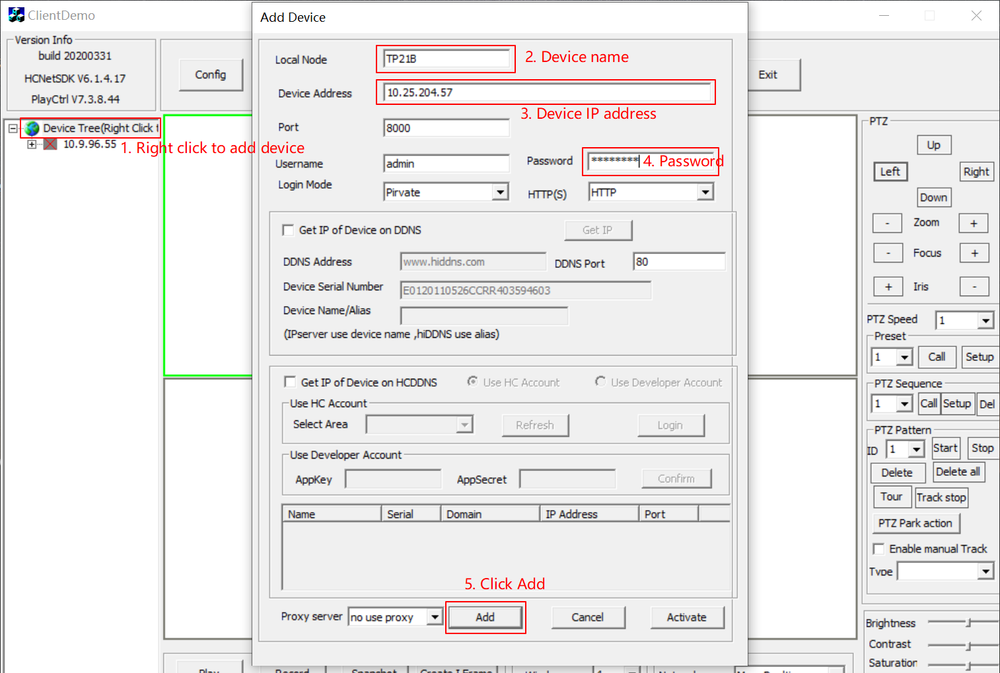 ClientDemo
Version Info
build 20200331
HCNetSDK V6.1.4.17
PlayCtrl V7.3.8.44
Config
Exit
Device Tree(Right Click t
10.9.96.55
1. Right click to add device
Add Device
Local Node
TP21B
2. Device name
Device Address
10.25.204.57
3. Device IP address
Port
8000
Username
admin
Password
******** 4. Password
Login Mode
Pirvate
HTTP(S)
HTTP
Get IP of Device on DDNS
Get IP
DDNS Address
www.hiddns.com
DDNS Port
80
Device Serial Number
E0120110526CCRR403594603
Device Name/Alias
(IPserver use device name ,hiDDNS use alias)
Get IP of Device on HCDDNS
Use HC Account
Use Developer Account
Use HC Account
Select Area
Refresh
Login
Use Developer Account
AppKey
AppSecret
Confirm
Name Serial Domain IP Address Port
5. Click Add
Proxy server
no use proxy
Add
Cancel
Activate
PTZ
Up
Left
Right
Down
- Zoom +
- Focus +
+ Iris -
PTZ Speed 1
Preset
1 Call Setup
PTZ Sequence
1 Call Setup Del
PTZ Pattern
ID 1 Start Stop
Delete Delete all
Tour Track stop
PTZ Park action
Enable manual Track
Type
Brightness
Contrast
Saturation
Play
Record
Snapshot
Create I Frame